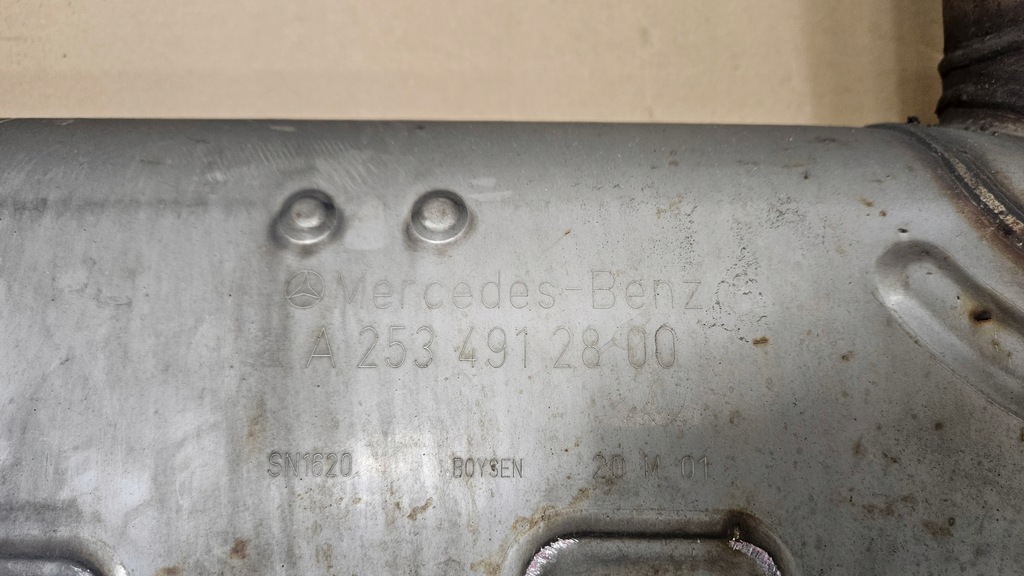 Mercedes-Benz
A 253 491 28 00
SN1620 BOYSEN 20 M 01